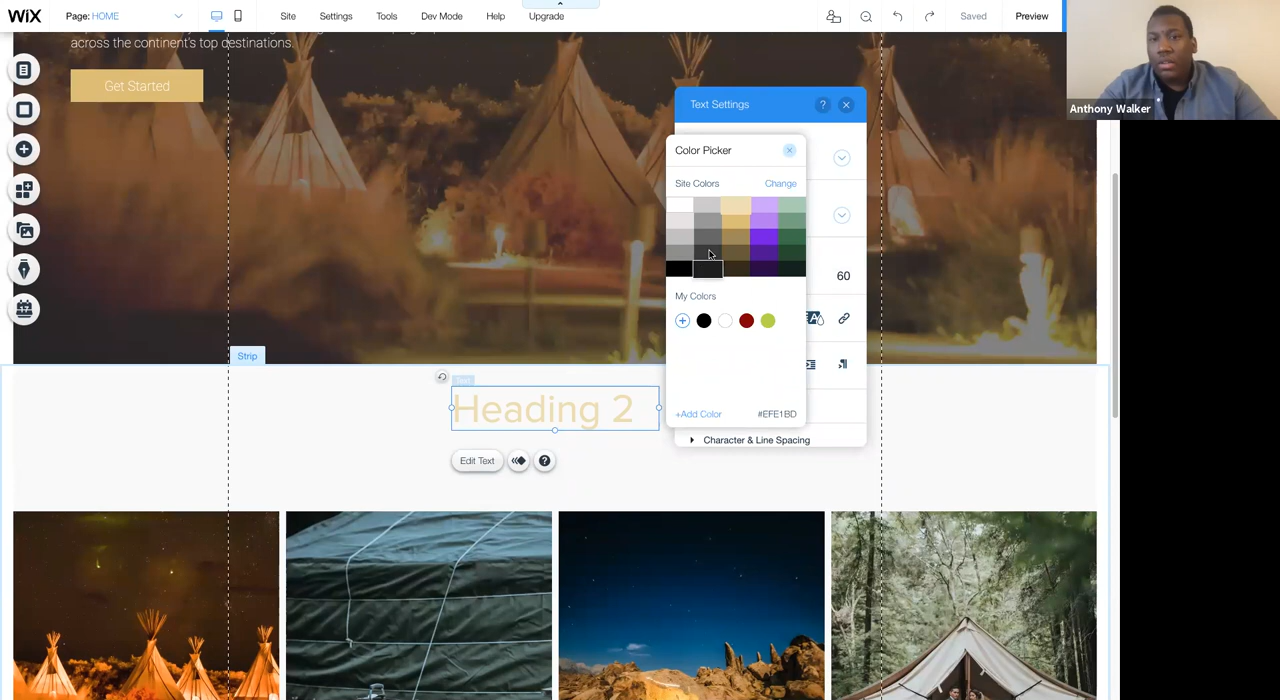 WiX
Page: HOME
Site
Settings
Tools
Dev Mode
Help
Upgrade
Saved
Preview
across the continent's top destinations.
Get Started
Anthony Walker
Text Settings
?
Color Picker
Site Colors
Change
60
My Colors
+Add Color
#EFE1BD
Character & Line Spacing
Strip
Text
Heading 2
Edit Text
?